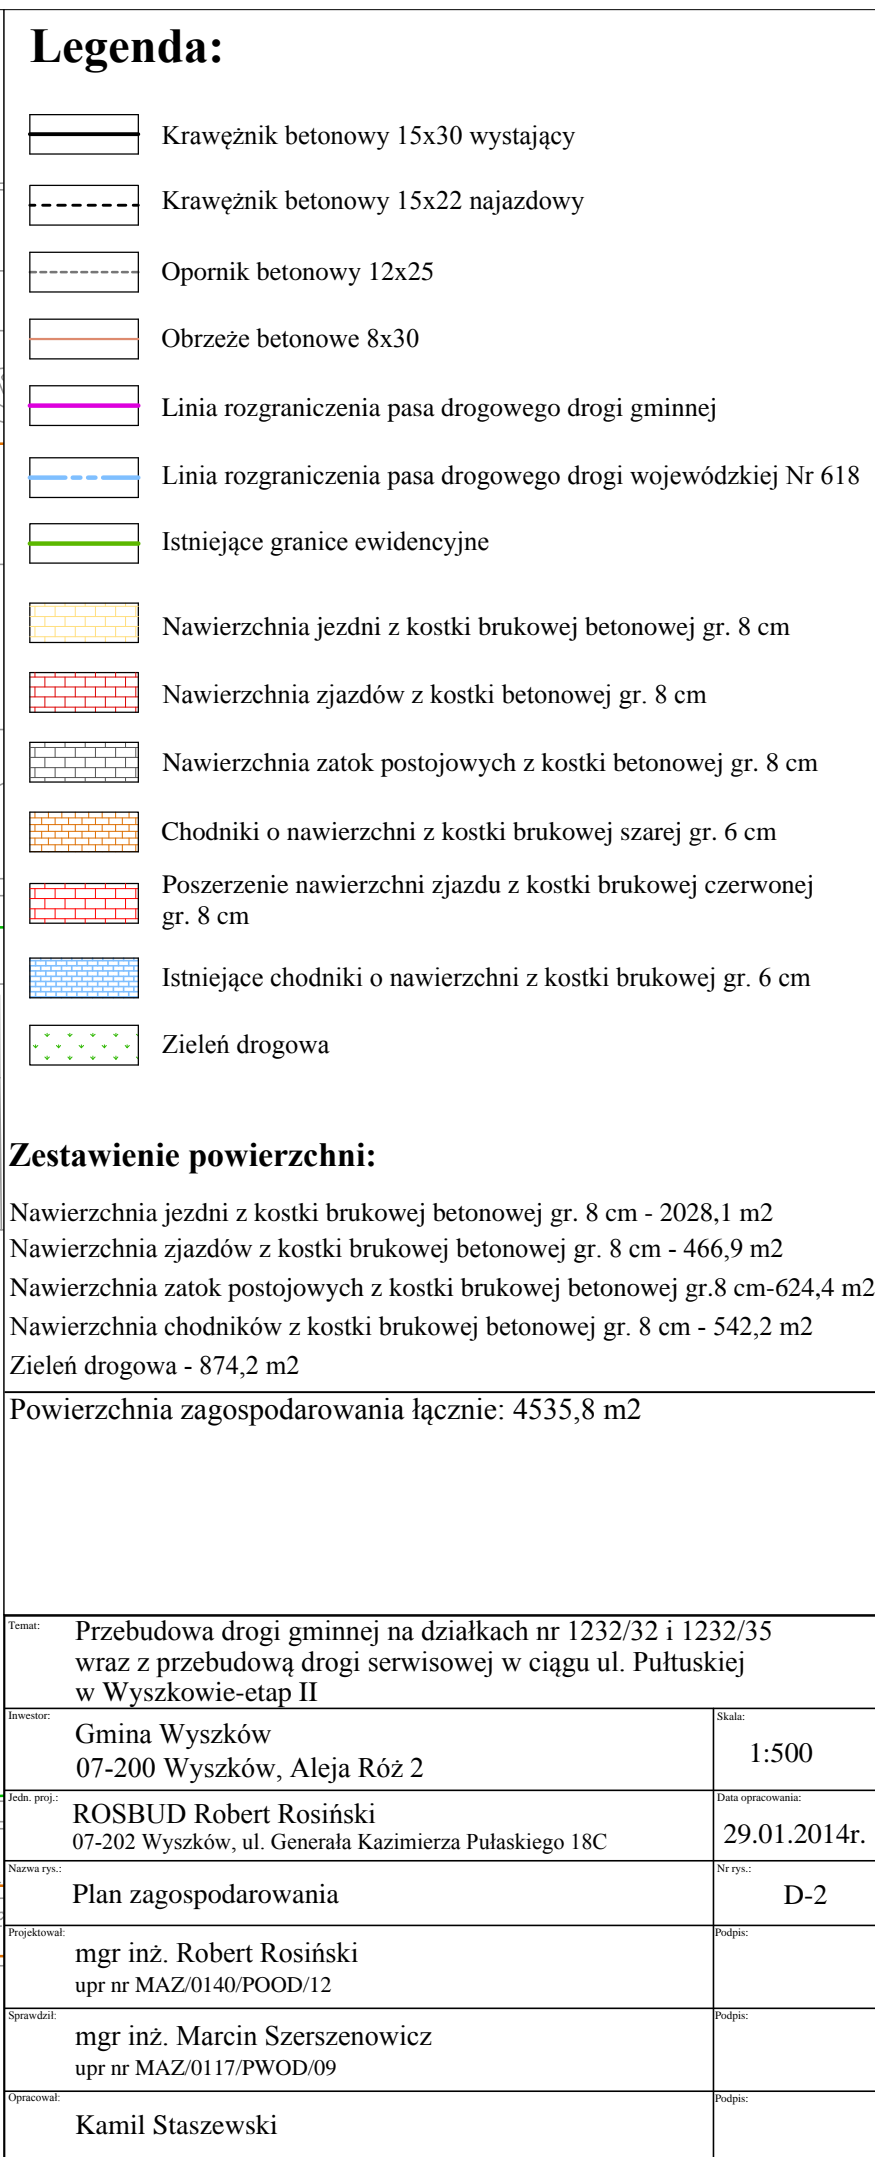 Legenda:
Krawężnik betonowy 15x30 wystający
Krawężnik betonowy 15x22 najazdowy
Opornik betonowy 12x25
Obrzeże betonowe 8x30
Linia rozgraniczenia pasa drogowego drogi gminnej
Linia rozgraniczenia pasa drogowego drogi wojewódzkiej Nr 618
Istniejące granice ewidencyjne
Nawierzchnia jezdni z kostki brukowej betonowej gr. 8 cm
Nawierzchnia zjazdów z kostki betonowej gr. 8 cm
Nawierzchnia zatok postojowych z kostki betonowej gr. 8 cm
Chodniki o nawierzchni z kostki brukowej szarej gr. 6 cm
Poszerzenie nawierzchni zjazdu z kostki brukowej czerwonej
gr. 8 cm
Istniejące chodniki o nawierzchni z kostki brukowej gr. 6 cm
Zieleń drogowa
Zestawienie powierzchni:
Nawierzchnia jezdni z kostki brukowej betonowej gr. 8 cm - 2028,1 m2
Nawierzchnia zjazdów z kostki brukowej betonowej gr. 8 cm - 466,9 m2
Nawierzchnia zatok postojowych z kostki brukowej betonowej gr.8 cm-624,4 m2
Nawierzchnia chodników z kostki brukowej betonowej gr. 8 cm - 542,2 m2
Zieleń drogowa - 874,2 m2
Powierzchnia zagospodarowania łącznie: 4535,8 m2
Temat:
Przebudowa drogi gminnej na działkach nr 1232/32 i 1232/35
wraz z przebudową drogi serwisowej w ciągu ul. Pułtuskiej
w Wyszkowie-etap II
Inwestor:
Gmina Wyszków
07-200 Wyszków, Aleja Róż 2
Skala:
1:500
Jedn. proj.:
ROSBUD Robert Rosiński
07-202 Wyszków, ul. Generała Kazimierza Pułaskiego 18C
Data opracowania:
29.01.2014r.
Nazwa rys.:
Plan zagospodarowania
Nr rys.:
D-2
Projektował:
mgr inż. Robert Rosiński
upr nr MAZ/0140/POOD/12
Podpis:
Sprawdził:
mgr inż. Marcin Szerszenowicz
upr nr MAZ/0117/PWOD/09
Podpis:
Opracował:
Kamil Staszewski
Podpis: